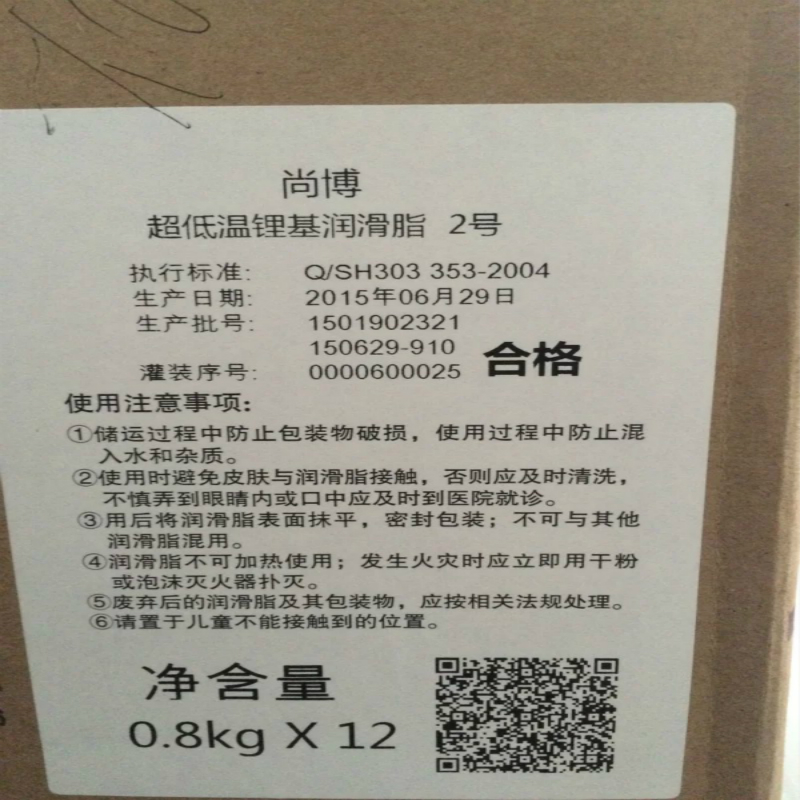 尚博
超低温锂基润滑脂 2号
执行标准: Q/SH303 353-2004
生产日期: 2015年06月29日
生产批号: 1501902321
150629-910
合格
灌装序号: 0000600025
使用注意事项:
①储运过程中防止包装物破损，使用过程中防止混
入水和杂质。
②使用时避免皮肤与润滑脂接触，否则应及时清洗，
不慎弄到眼睛内或口中应及时到医院就诊。
③用后将润滑脂表面抹平，密封包装；不可与其他
润滑脂混用。
④润滑脂不可加热使用；发生火灾时应立即用干粉
或泡沫灭火器扑灭。
⑤废弃后的润滑脂及其包装物，应按相关法规处理。
⑥请置于儿童不能接触到的位置。
净含量
0.8kg X 12